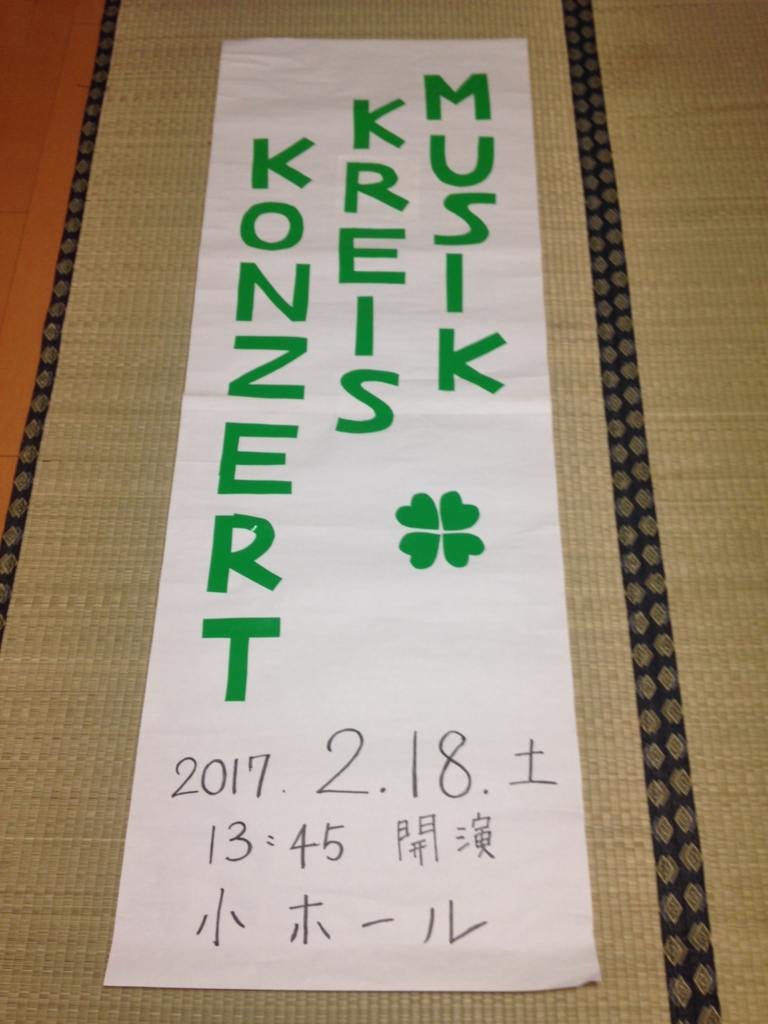 MUSIK
KREIS
KONZERT
2017. 2.18. 土
13:45 開演
小ホール